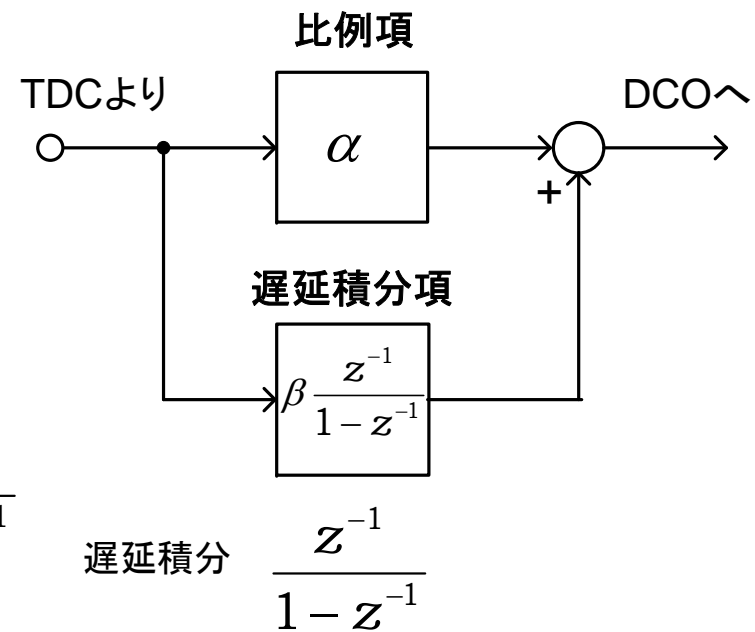 比例項
TDCより
DCOへ
α
+
遅延積分項
β z⁻¹ / (1 − z⁻¹)
1
遅延積分 z⁻¹ / (1 − z⁻¹)